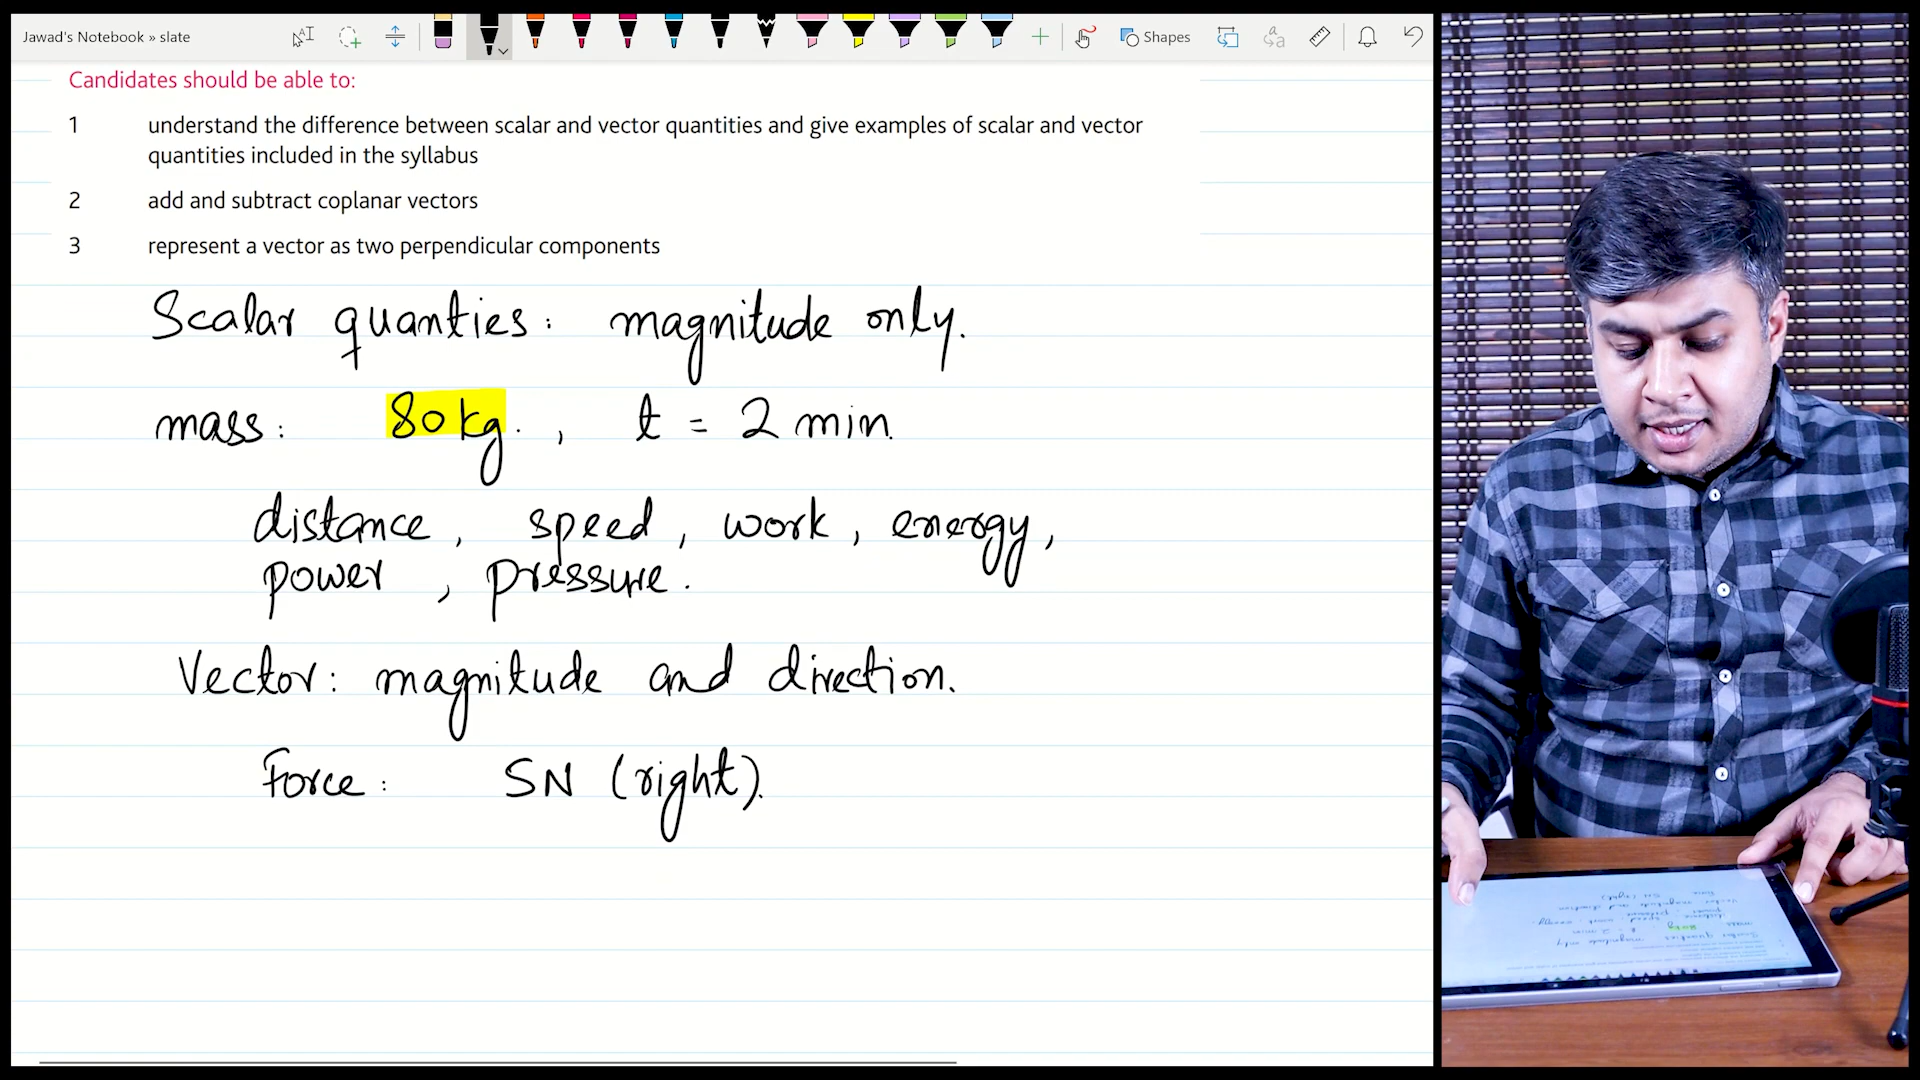 Jawad's Notebook » slate
Shapes
Candidates should be able to:
1 understand the difference between scalar and vector quantities and give examples of scalar and vector
quantities included in the syllabus
2 add and subtract coplanar vectors
3 represent a vector as two perpendicular components
Scalar quanties: magnitude only.
mass: 80 kg. , t = 2 min.
distance, speed, work, energy,
power, pressure.
Vector: magnitude and direction.
Force: 5N (right).